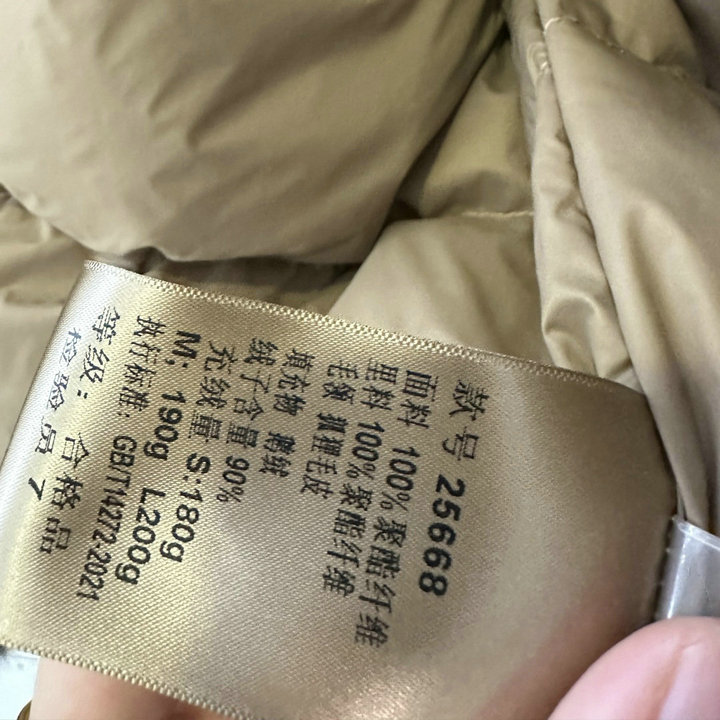 款号 25668
面料 100% 聚酯纤维
里料 100% 聚酯纤维
毛领 狐狸毛皮
填充物 鹅绒
绒子含量 90%
充绒量 S:180g
M: 190g L200g
执行标准: GB/T14272-2021
等级: 合格品
检验员 7